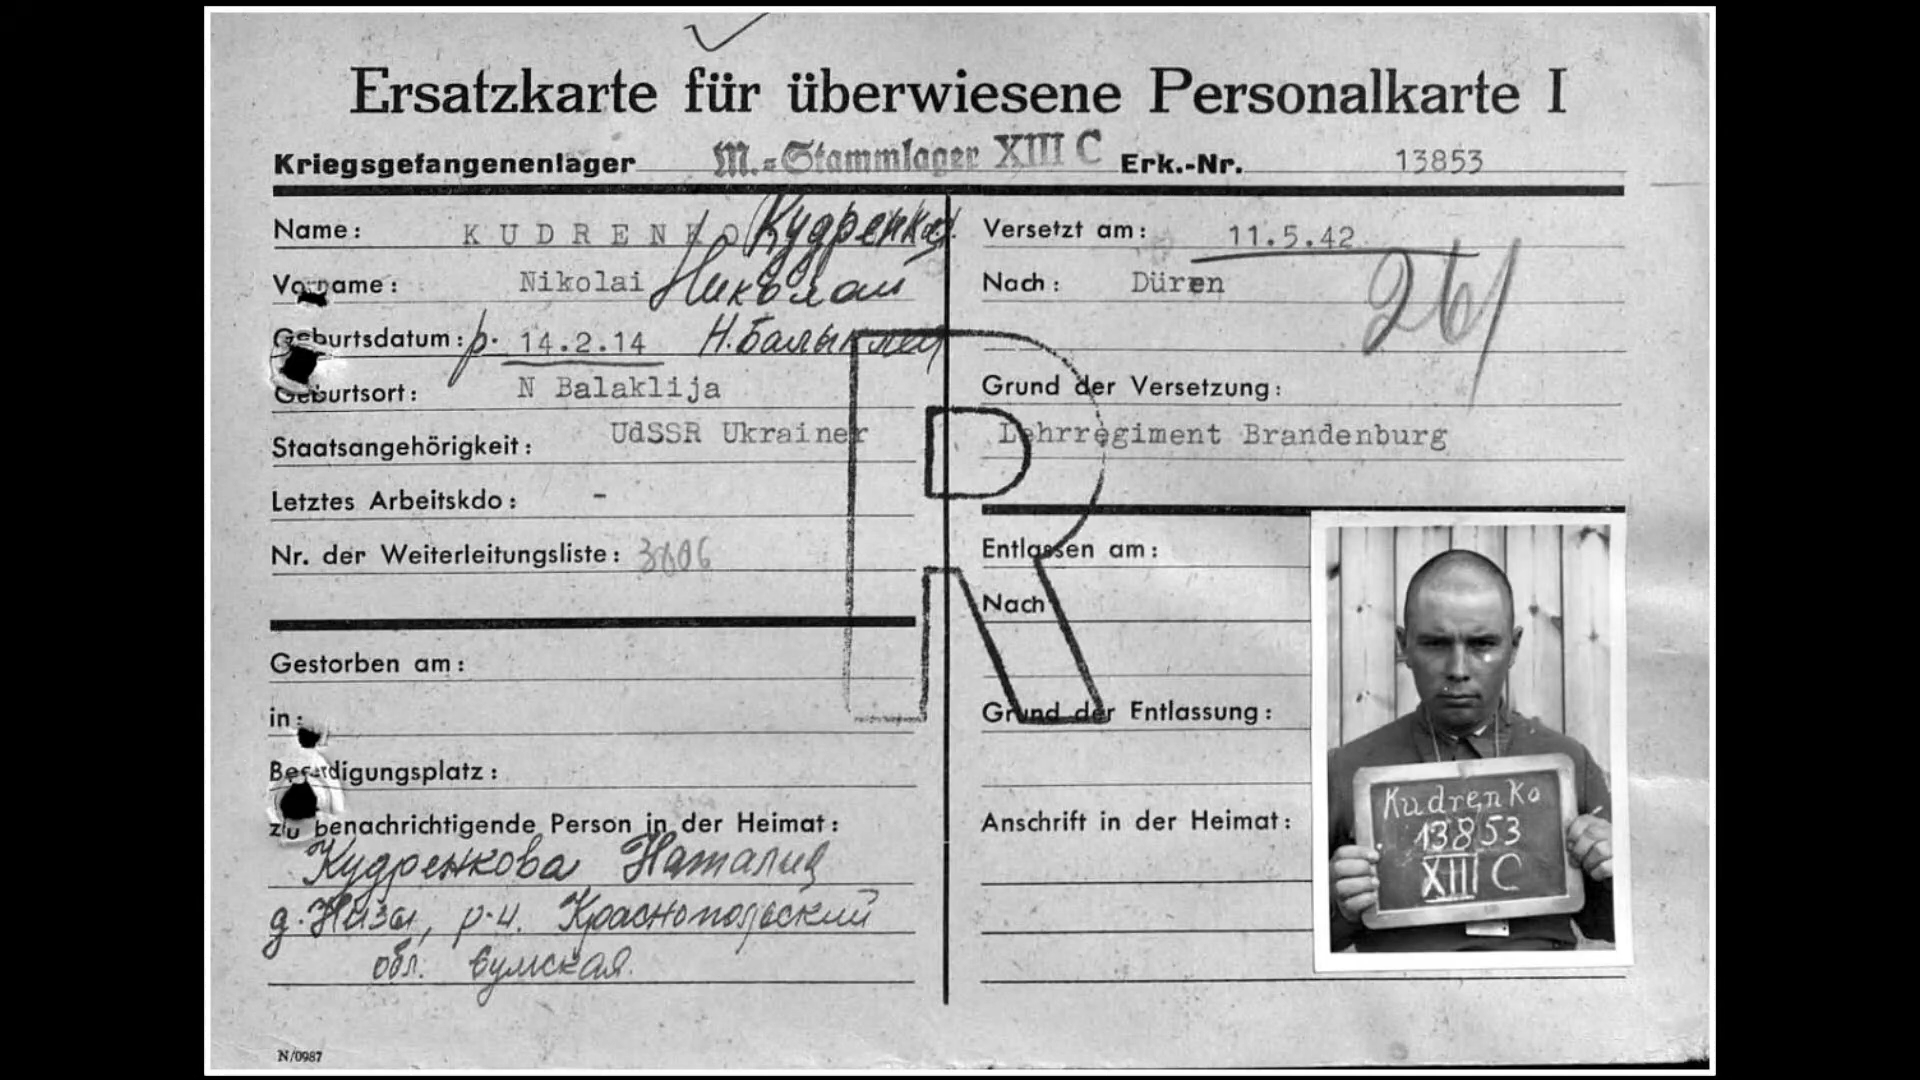 Ersatzkarte für überwiesene Personalkarte I
Kriegsgefangenenlager M.=Stammlager XIII C Erk.-Nr. 13853
Name: KUDRENKO
Vorname: Nikolai Николай
Geburtsdatum: р. 14.2.14
Geburtsort: N Balaklija
Staatsangehörigkeit: UdSSR Ukrainer
Letztes Arbeitskdo: -
Nr. der Weiterleitungsliste:
Gestorben am:
in:
Beerdigungsplatz:
zu benachrichtigende Person in der Heimat:
Кудренкова Наталия
д. Низы, р-н. Краснопольский
обл. Сумская.
N/0987
Versetzt am: 11.5.42
Nach: Düren
261
Grund der Versetzung:
Lehrregiment Brandenburg
R
Entlassen am:
Nach
Grund der Entlassung:
Anschrift in der Heimat:
Kudrenko
13853
XIII C